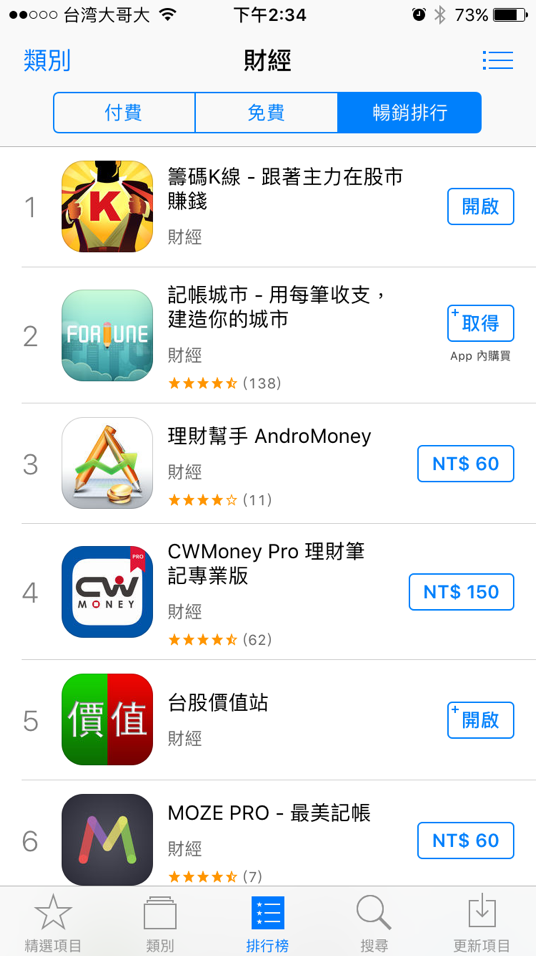 台湾大哥大 下午2:34 73%
類別 財經
付費 免費 暢銷排行
1 籌碼K線 - 跟著主力在股市
賺錢
財經
開啟
K
2 記帳城市 - 用每筆收支，
建造你的城市
財經
(138)
取得
App 內購買
FORTUNE
3 理財幫手 AndroMoney
財經
(11)
NT$ 60
4 CWMoney Pro 理財筆
記專業版
財經
(62)
NT$ 150
PRO
CW
MONEY
5 台股價值站
財經
開啟
價值
6 MOZE PRO - 最美記帳
財經
(7)
NT$ 60
精選項目 類別 排行榜 搜尋 更新項目